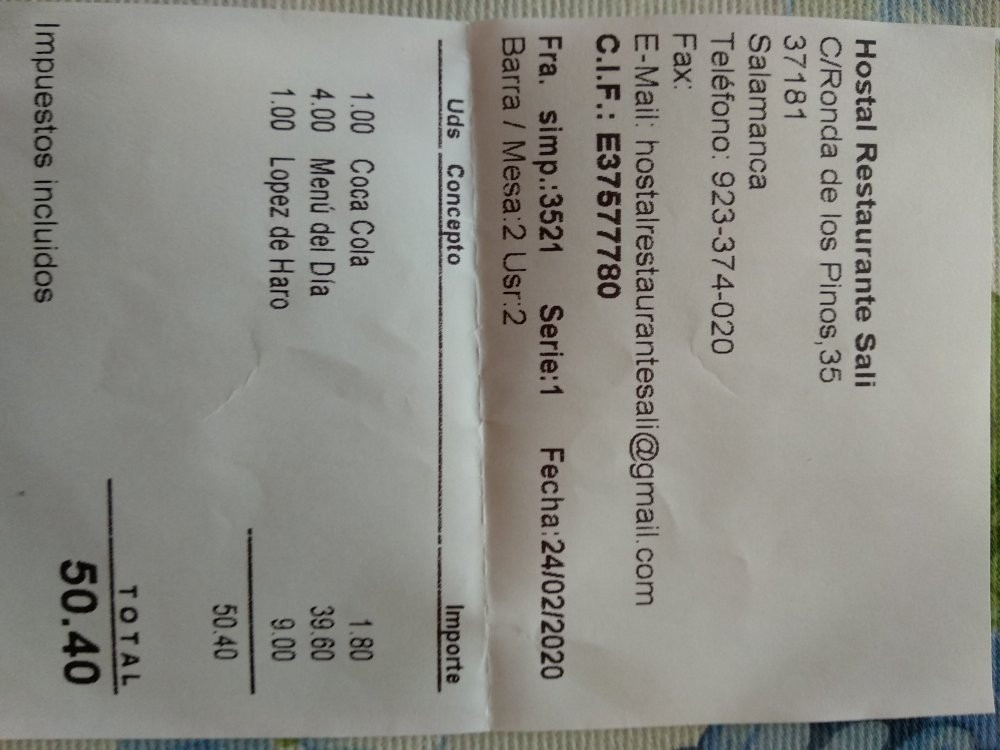 Hostal Restaurante Sali
C/Ronda de los Pinos,35
37181
Salamanca
Teléfono: 923-374-020
Fax:
E-Mail: hostalrestaurantesali@gmail.com
C.I.F.: E37577780
Fra. simp.:3521 Serie:1 Fecha:24/02/2020
Barra / Mesa:2 Usr:2
Uds Concepto Importe
1.00 Coca Cola 1.80
4.00 Menú del Día 39.60
1.00 Lopez de Haro 9.00
50.40
TOTAL
50.40
Impuestos incluidos